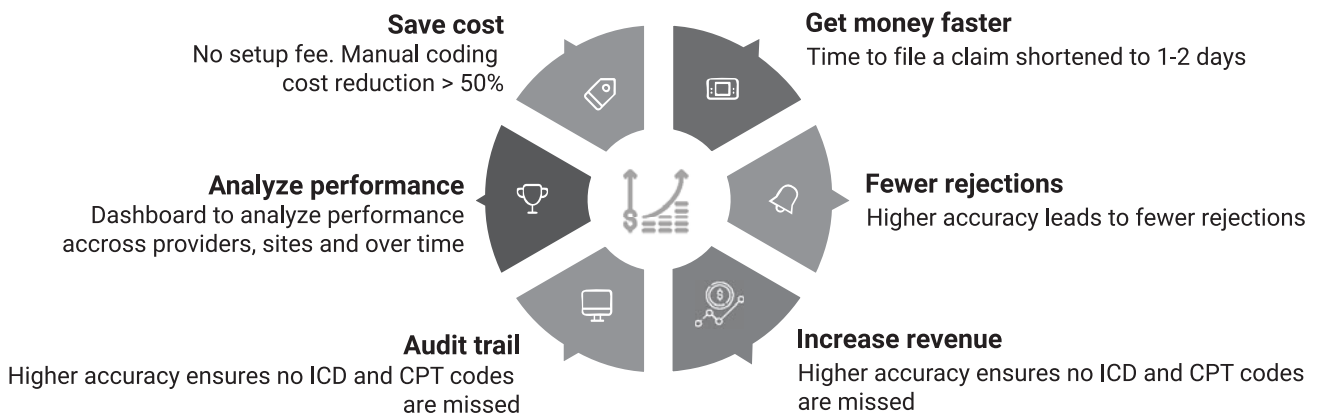 Save cost
No setup fee. Manual coding
cost reduction > 50%
Get money faster
Time to file a claim shortened to 1-2 days
Analyze performance
Dashboard to analyze performance
accross providers, sites and over time
Fewer rejections
Higher accuracy leads to fewer rejections
Audit trail
Higher accuracy ensures no ICD and CPT codes
are missed
Increase revenue
Higher accuracy ensures no ICD and CPT codes
are missed